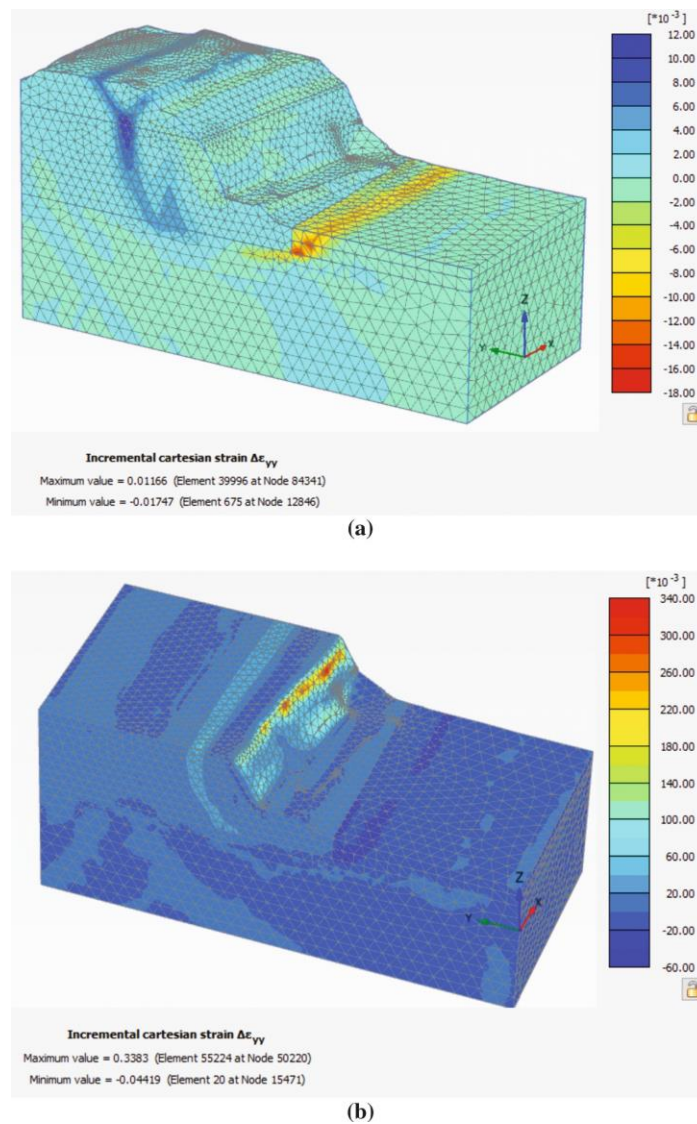 [*10⁻³]
12.00
10.00
8.00
6.00
4.00
2.00
0.00
-2.00
-4.00
-6.00
-8.00
-10.00
-12.00
-14.00
-16.00
-18.00
Z
Y X
Incremental cartesian strain Δεyy
Maximum value = 0.01166 (Element 39996 at Node 84341)
Minimum value = -0.01747 (Element 675 at Node 12846)
(a)
[*10⁻³]
340.00
300.00
260.00
220.00
180.00
140.00
100.00
60.00
20.00
-20.00
-60.00
Z
Y X
Incremental cartesian strain Δεyy
Maximum value = 0.3383 (Element 55224 at Node 50220)
Minimum value = -0.04419 (Element 20 at Node 15471)
(b)